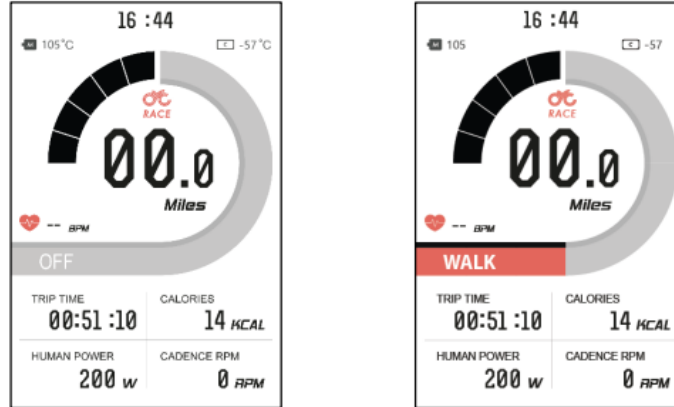 16 :44
M 105°C C -57°C
RACE
00.0
Miles
-- BPM
OFF
TRIP TIME CALORIES
00:51 :10 14 KCAL
HUMAN POWER CADENCE RPM
200 W 0 RPM
16 :44
M 105 C -57
RACE
00.0
Miles
-- BPM
WALK
TRIP TIME CALORIES
00:51 :10 14 KCAL
HUMAN POWER CADENCE RPM
200 W 0 RPM